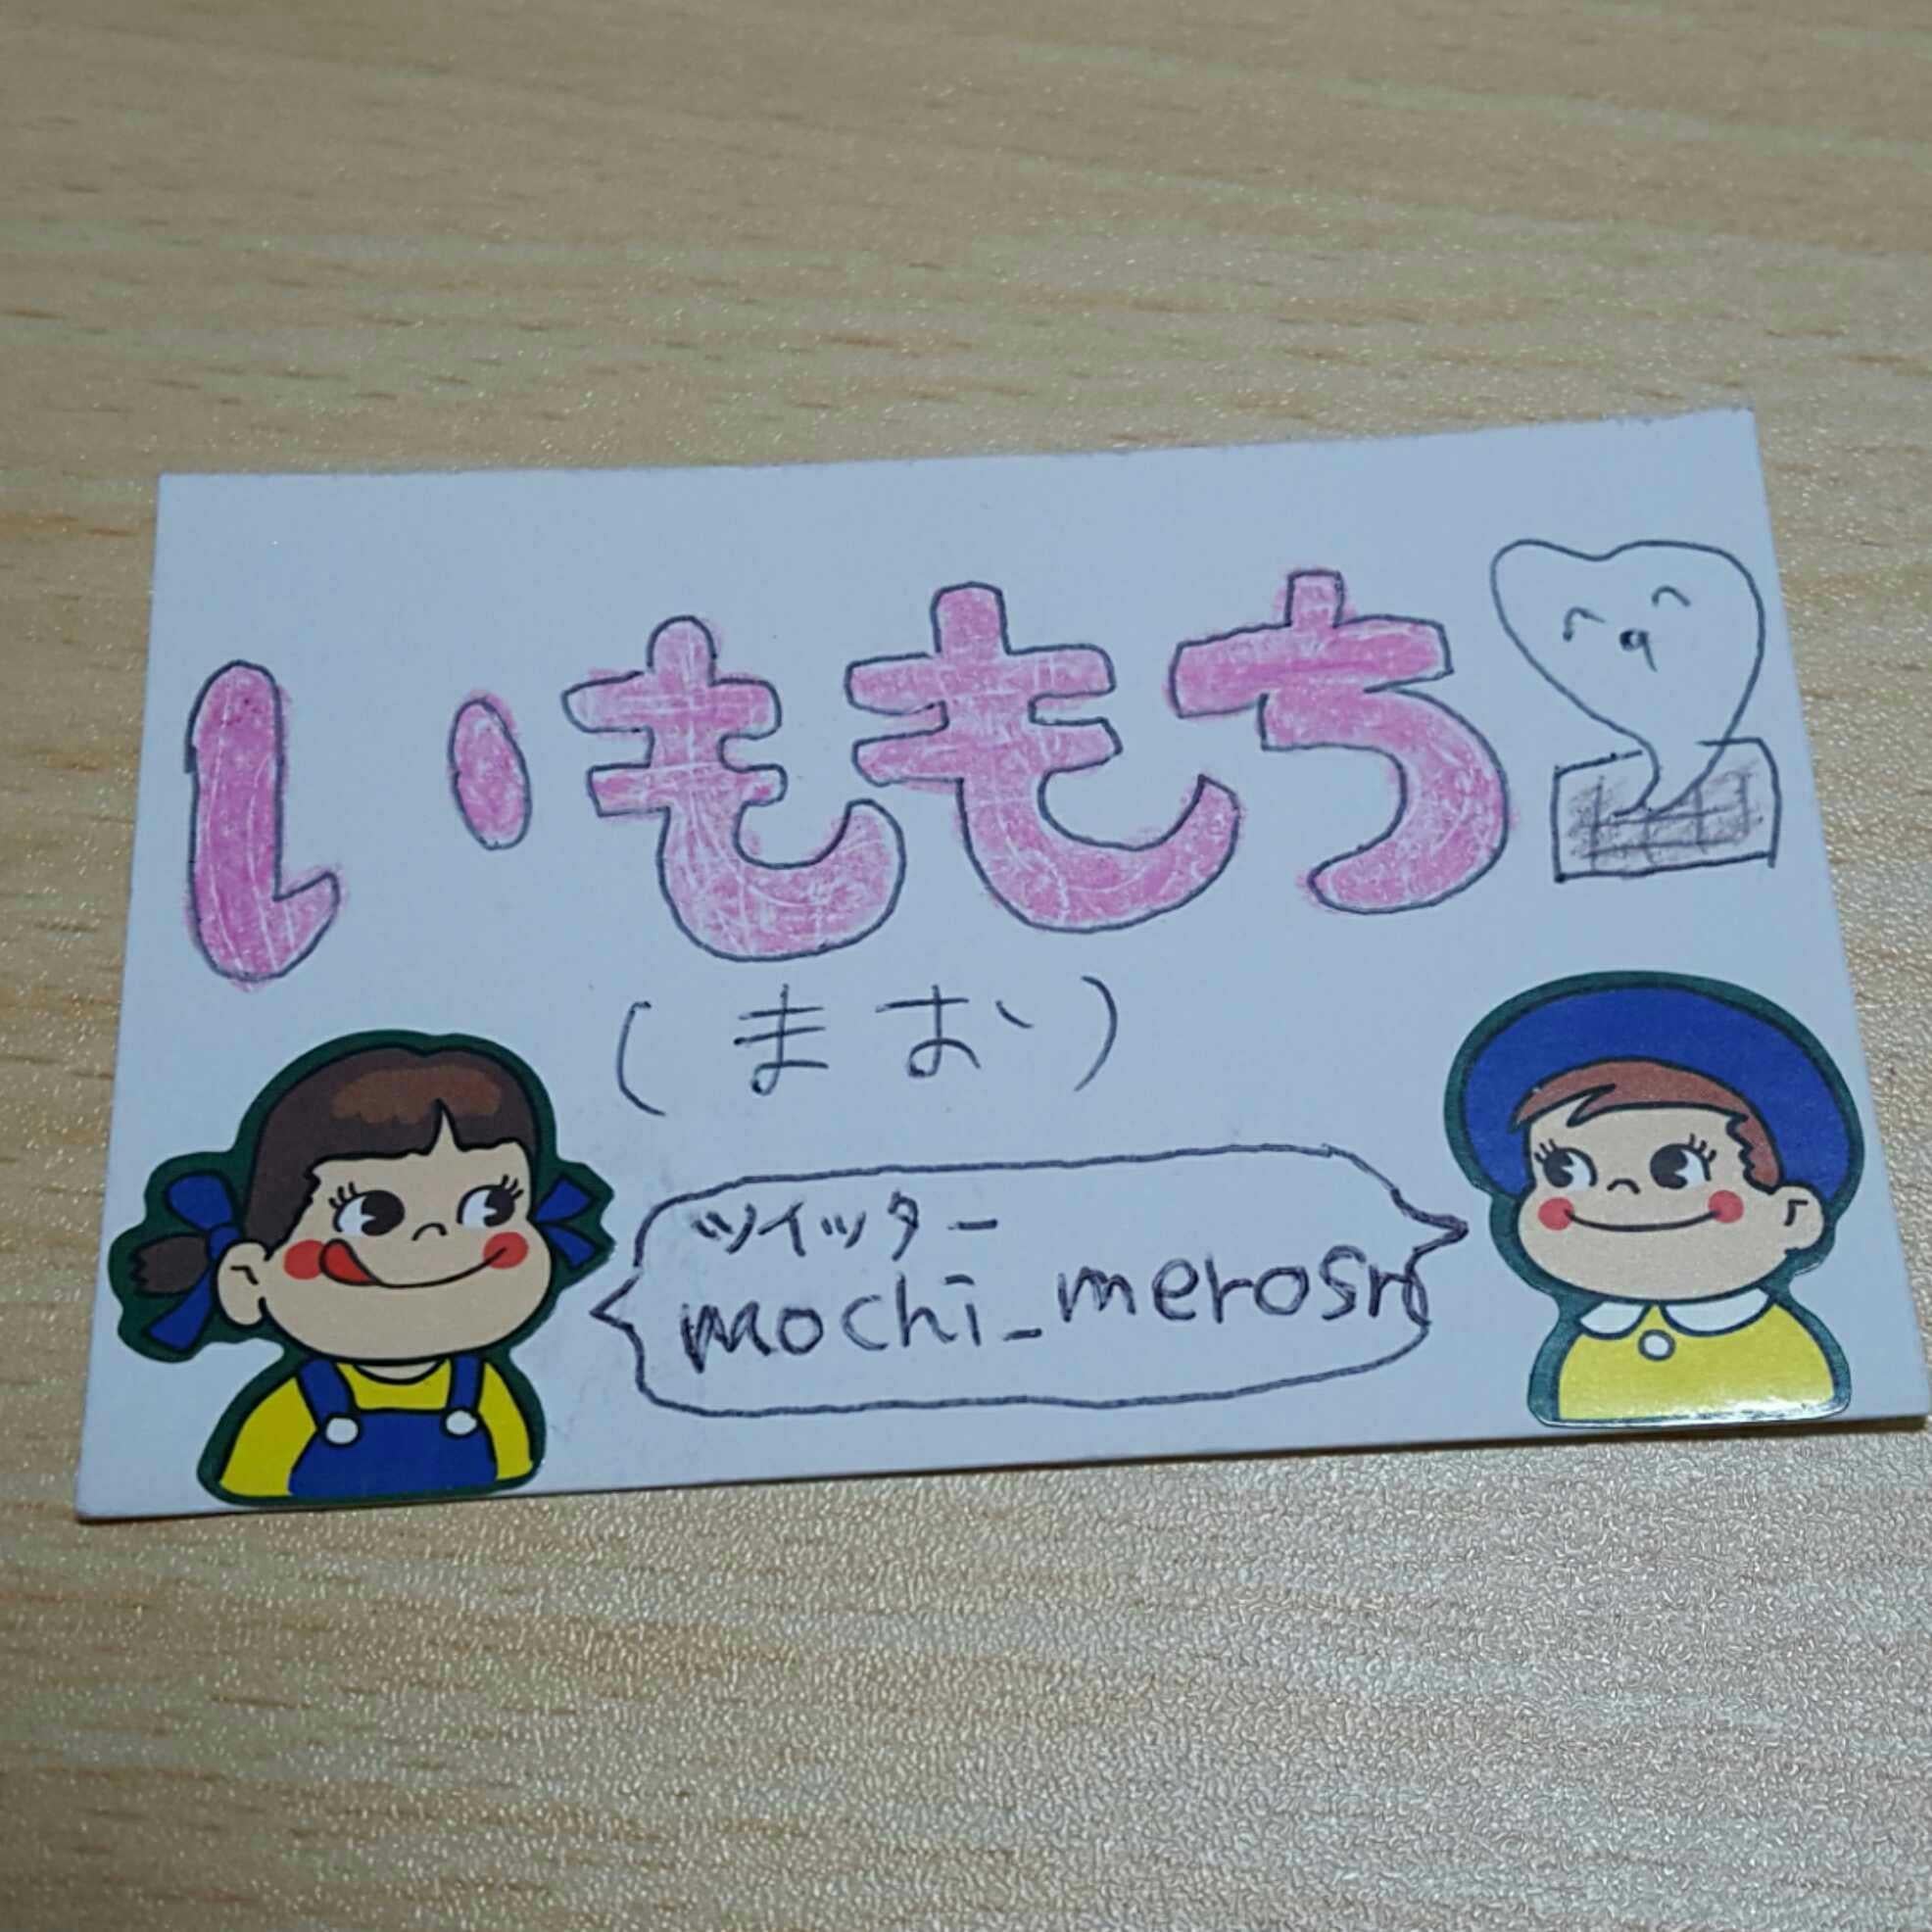 いももち
(まお)
ツイッター
mochi_merosn